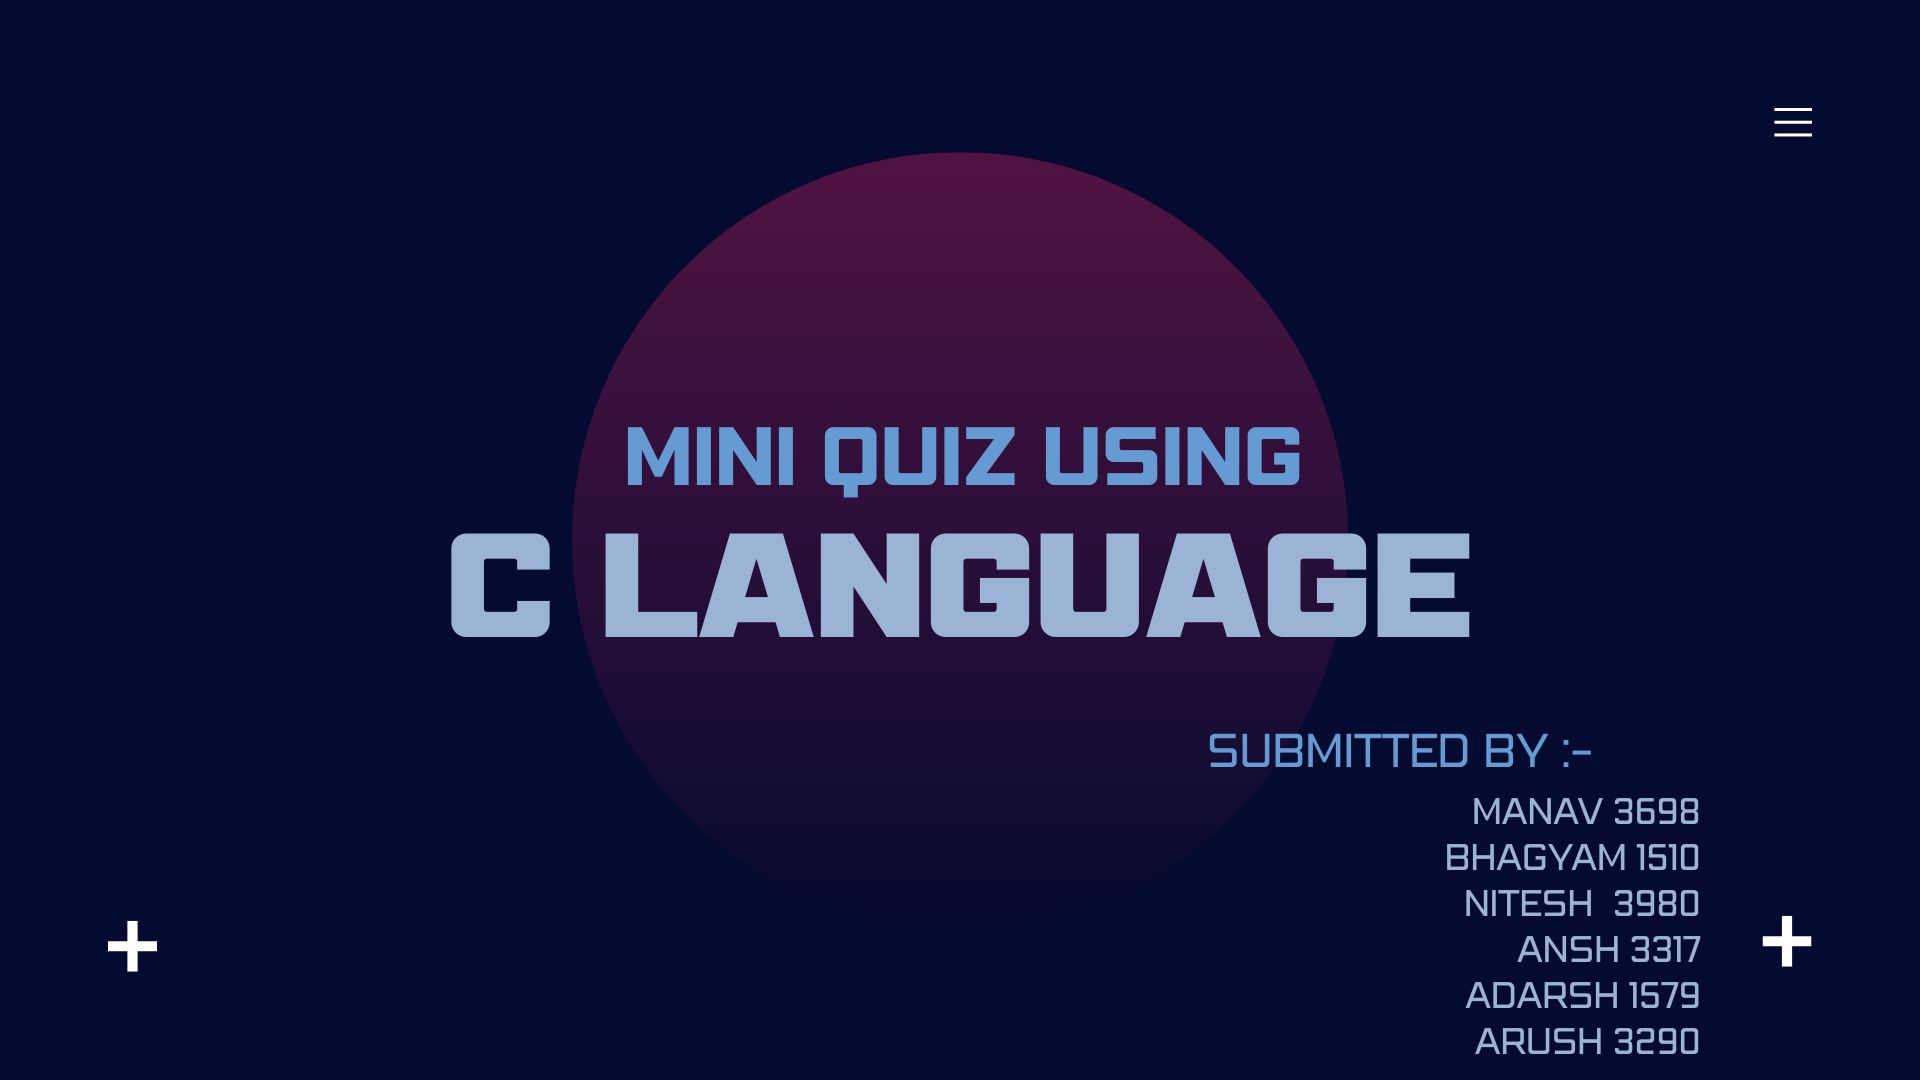 MINI QUIZ USING
C LANGUAGE
SUBMITTED BY :-
MANAV 3698
BHAGYAM 1510
NITESH  3980
ANSH 3317
ADARSH 1579
ARUSH 3290